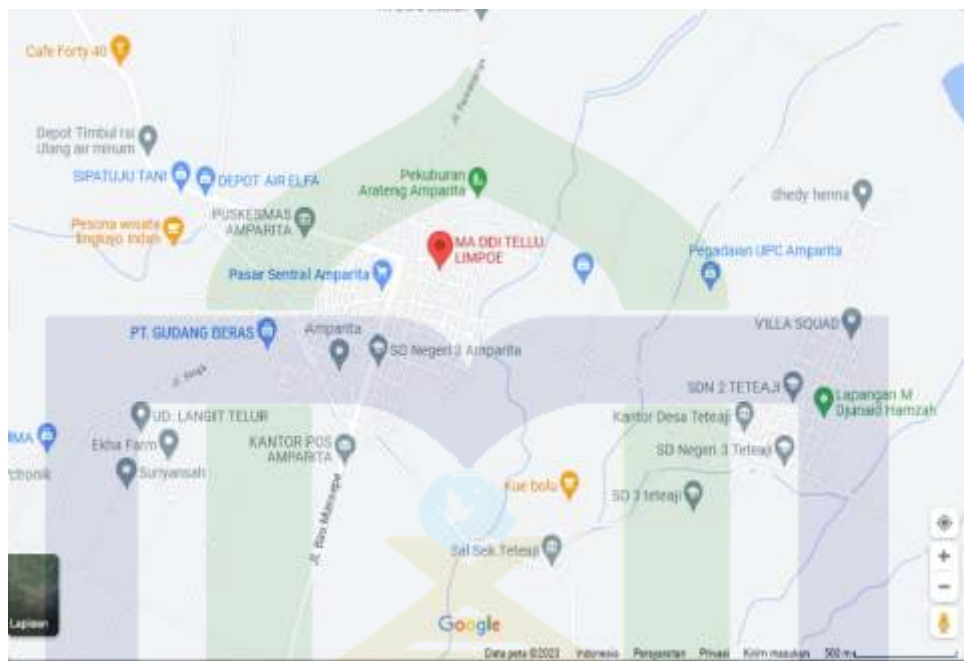 Cafe Forty 40
Depot Timbul Isi
Ulang air minum
SIPATUJU TANI
DEPOT AIR ELFA
Pekuburan
Arateng Amparita
dhedy henna
PUSKESMAS
AMPARITA
Pesona wisata
MA DDI TELLU
LIMPOE
Pasar Sentral Amparita
Pegadaian UPC Amparita
PT. GUDANG BERAS
Amparita
SD Negeri 3 Amparita
VILLA SQUAD
UD. LANGIT TELUR
SDN 2 TETEAJI
Lapangan M
Djunaid Hamzah
Kantor Desa Teteaji
Ekha Farm
KANTOR POS
AMPARITA
SD Negeri 3 Teteaji
Suriyansah
Kue bolu
SD 3 teteaji
Sal Sek Teteaji
Lapisan
Google
Data peta ©2023 Indonesia Persyaratan Privasi Kirim masukan 500 m